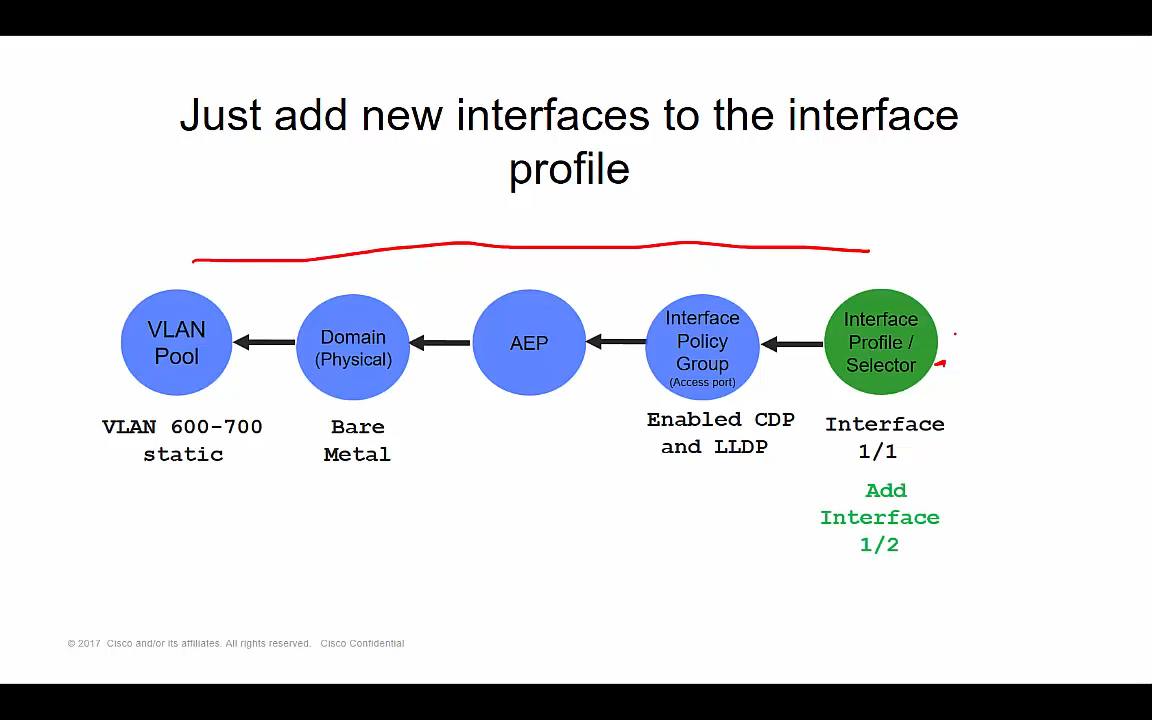 Just add new interfaces to the interface
profile
VLAN
Pool
Domain
(Physical)
AEP
Interface
Policy
Group
(Access port)
Interface
Profile /
Selector
VLAN 600-700
static
Bare
Metal
Enabled CDP
and LLDP
Interface
1/1
Add
Interface
1/2
© 2017 Cisco and/or its affiliates. All rights reserved. Cisco Confidential